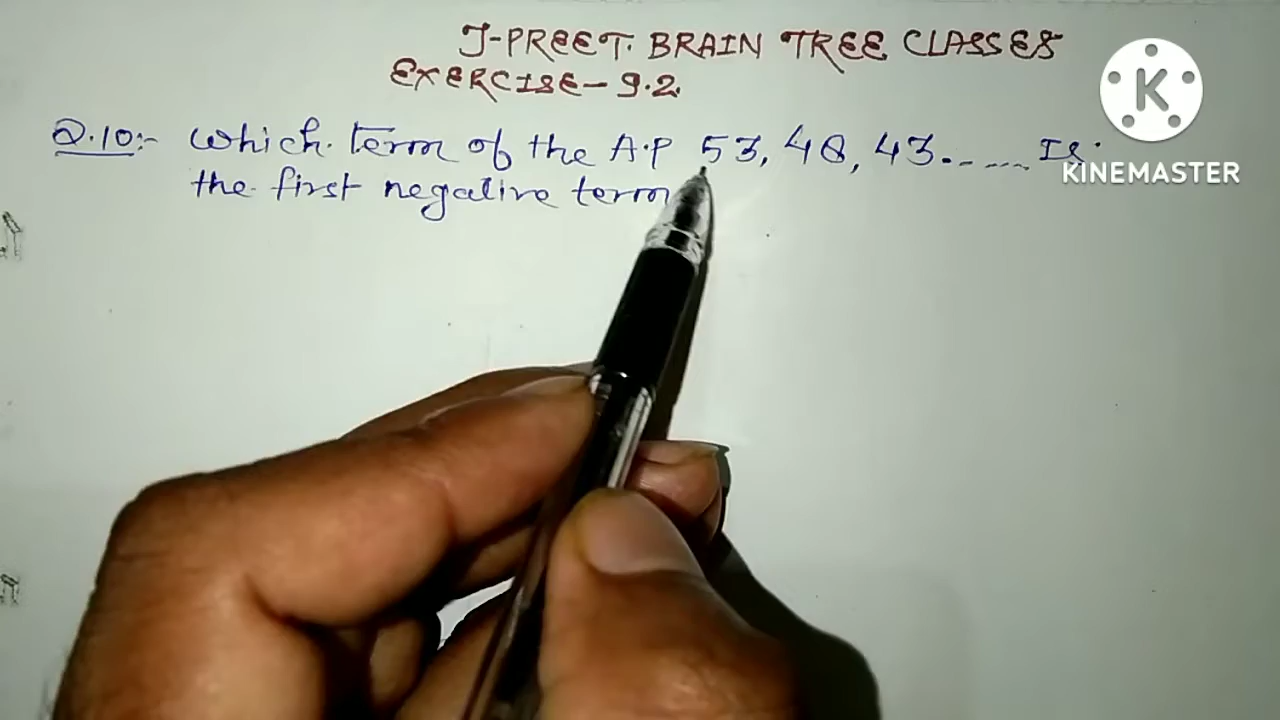 J-PREET. BRAIN TREE CLASSES
EXERCISE- 9.2
K
KINEMASTER
Q.10:- Which term of the A.P 53, 48, 43. - - --- Is.
the first negative term